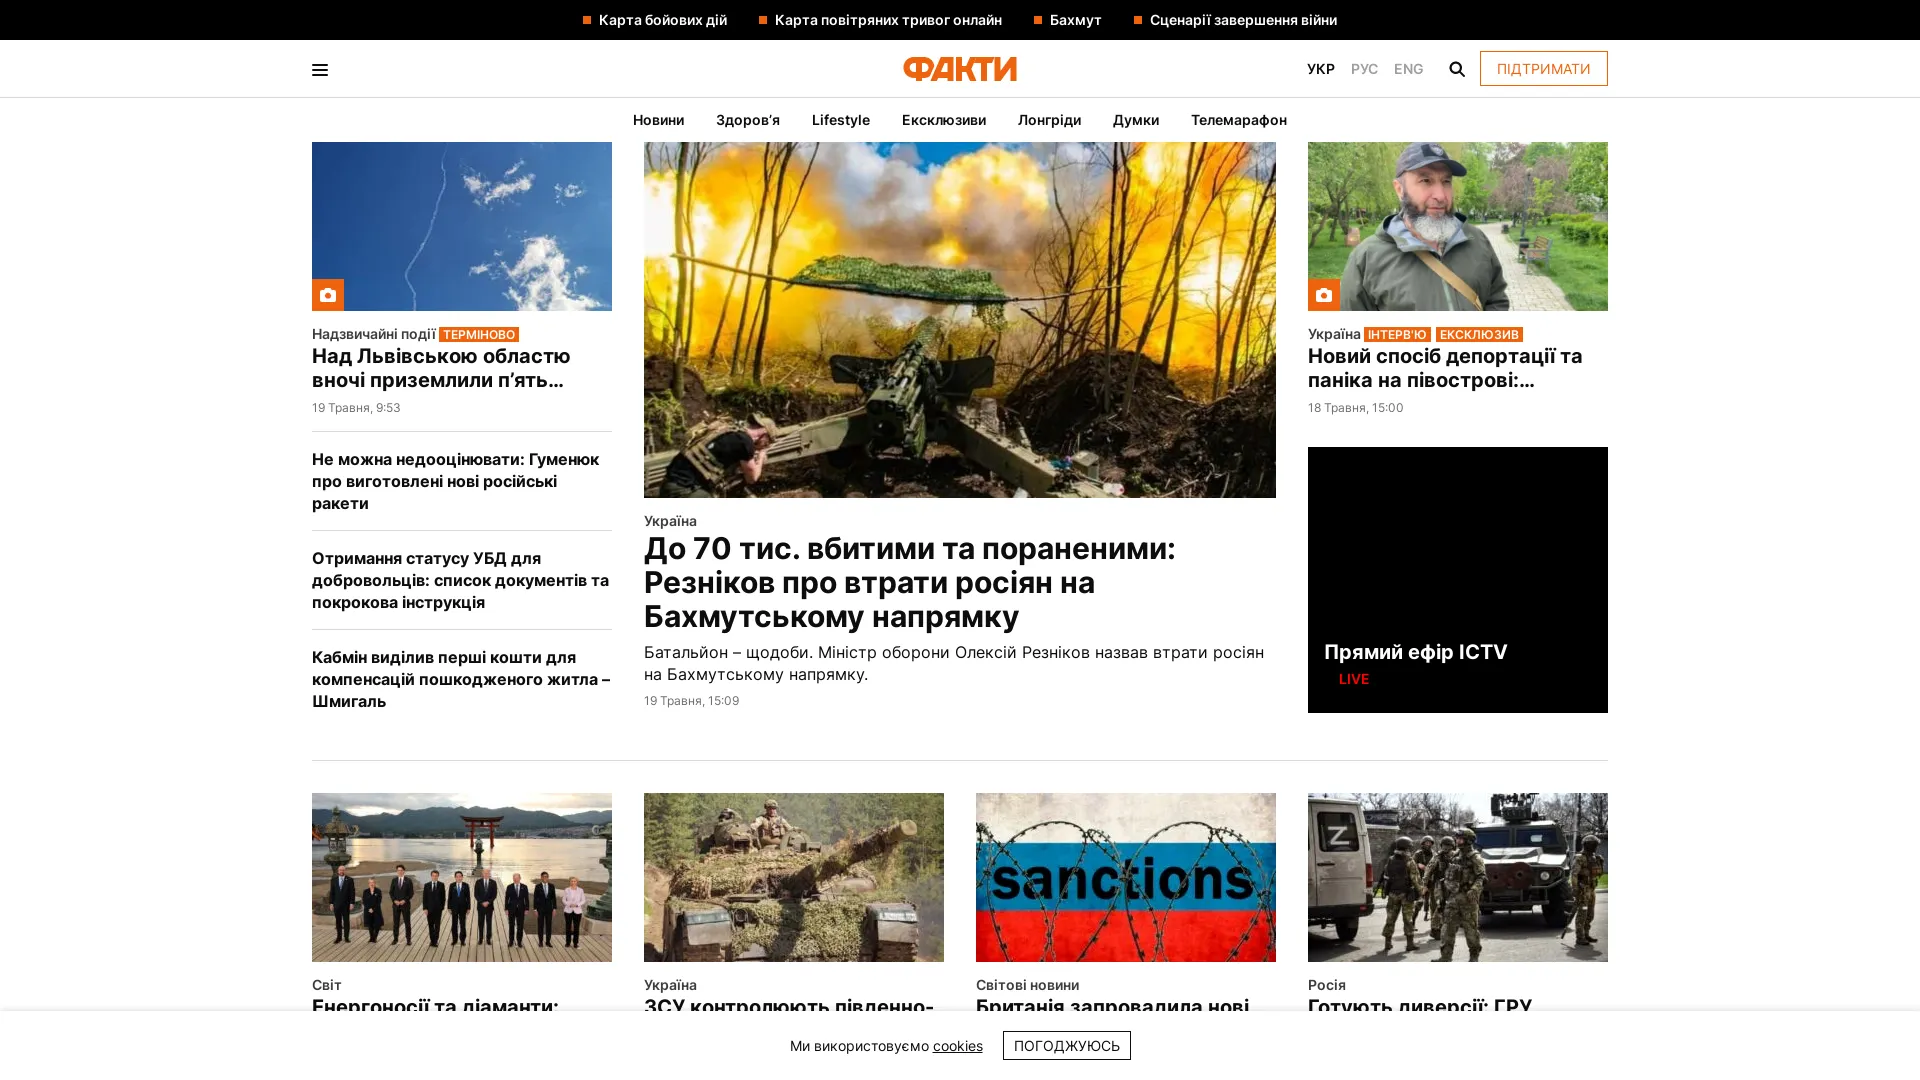 Карта бойових дій
Карта повітряних тривог онлайн
Бахмут
Сценарії завершення війни
ФАКТИ
УКР
РУС
ENG
ПІДТРИМАТИ
Новини
Здоров’я
Lifestyle
Ексклюзиви
Лонгріди
Думки
Телемарафон
Надзвичайні події ТЕРМІНОВО
Над Львівською областю
вночі приземлили п’ять…
19 Травня, 9:53
Не можна недооцінювати: Гуменюк
про виготовлені нові російські
ракети
Отримання статусу УБД для
добровольців: список документів та
покрокова інструкція
Кабмін виділив перші кошти для
компенсацій пошкодженого житла –
Шмигаль
Україна
До 70 тис. вбитими та пораненими:
Резніков про втрати росіян на
Бахмутському напрямку
Батальйон – щодоби. Міністр оборони Олексій Резніков назвав втрати росіян
на Бахмутському напрямку.
19 Травня, 15:09
Україна ІНТЕРВ'Ю ЕКСКЛЮЗИВ
Новий спосіб депортації та
паніка на півострові:…
18 Травня, 15:00
Прямий ефір ICTV
LIVE
sanctions
Z
Світ
Енергоносії та діаманти:
Україна
ЗСУ контролюють південно-
Світові новини
Британія запровадила нові
Росія
Готують диверсії: ГРУ
Ми використовуємо cookies
ПОГОДЖУЮСЬ